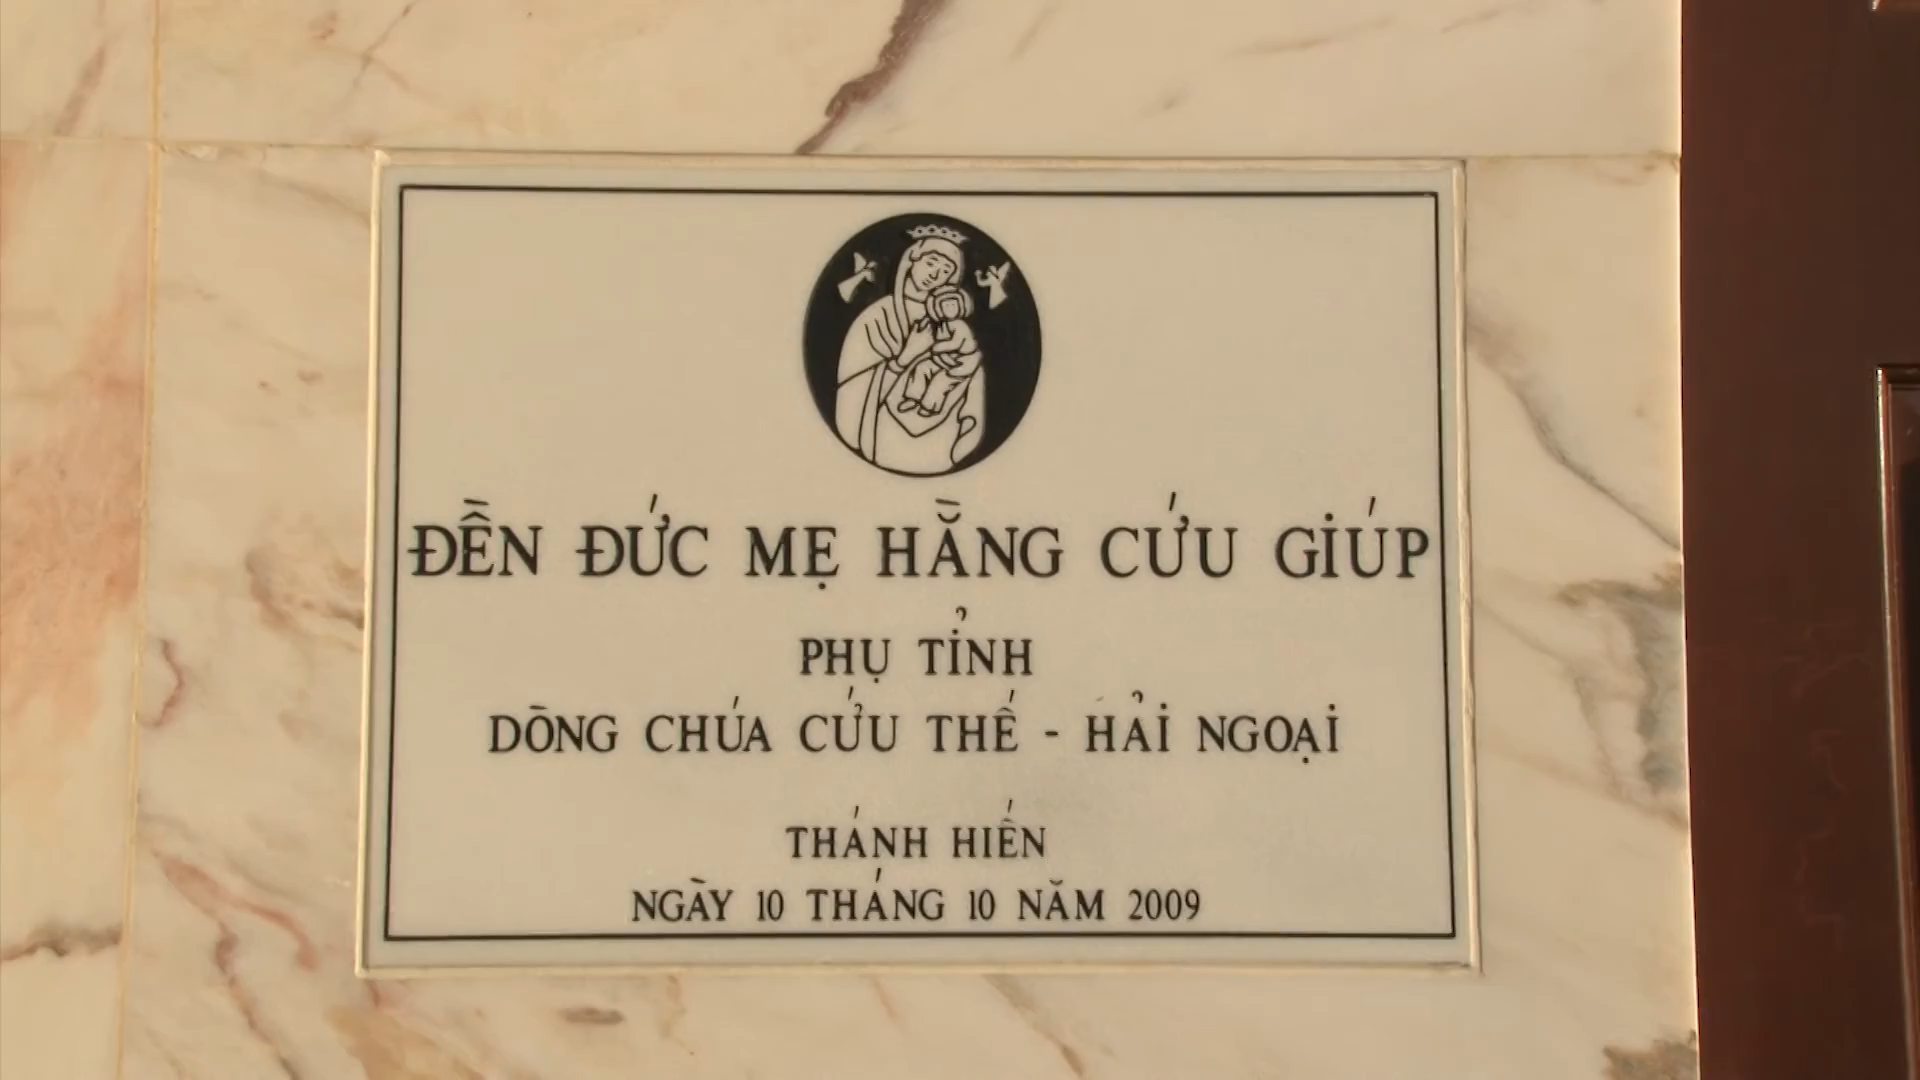 ĐỀN ĐỨC MẸ HẰNG CỨU GIÚP
PHỤ TỈNH
DÒNG CHÚA CỨU THẾ - HẢI NGOẠI
THÁNH HIẾN
NGÀY 10 THÁNG 10 NĂM 2009